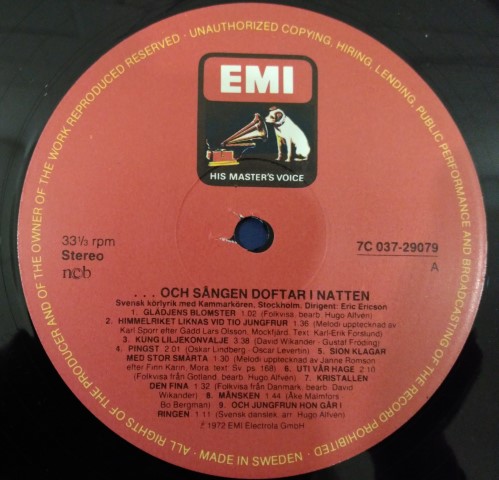 ALL RIGHTS OF THE PRODUCER AND OF THE OWNER OF THE WORK REPRODUCED RESERVED · UNAUTHORIZED COPYING, HIRING, LENDING, PUBLIC PERFORMANCE AND BROADCASTING OF THE RECORD PROHIBITED · MADE IN SWEDEN ·
EMI
HIS MASTER'S VOICE
33⅓ rpm
Stereo
ncb
7C 037-29079
A
. . . OCH SÅNGEN DOFTAR I NATTEN
Svensk körlyrik med Kammarkören, Stockholm. Dirigent: Eric Ericson
1. GLÄDJENS BLOMSTER 1.02 (Folkvisa, bearb. Hugo Alfven)
2. HIMMELRIKET LIKNAS VID TIO JUNGFRUR 1.36 (Melodi upptecknad av
Karl Sporr efter Gädd Lars Olsson, Mockfjärd. Text: Karl-Erik Forslund)
3. KUNG LILJEKONVALJE 3.38 (David Wikander - Gustaf Fröding)
4. PINGST 2.01 (Oskar Lindberg - Oscar Levertin) 5. SION KLAGAR
MED STOR SMÄRTA 1.30 (Melodi upptecknad av Janne Romson
efter Finn Karin, Mora. text: Sv. ps. 168) 6. UTI VÅR HAGE 2.10
(Folkvisa från Gotland, bearb. Hugo Alfven) 7. KRISTALLEN
DEN FINA 1.32 (Folkvisa från Danmark, bearb. David
Wikander) 8. MÅNSKEN 1.44 (Åke Malmfors -
Bo Bergman) 9. OCH JUNGFRUN HON GÅR I
RINGEN 1.11 (Svensk danslek, arr. Hugo Alfven)
℗ 1972 EMI Electrola GmbH